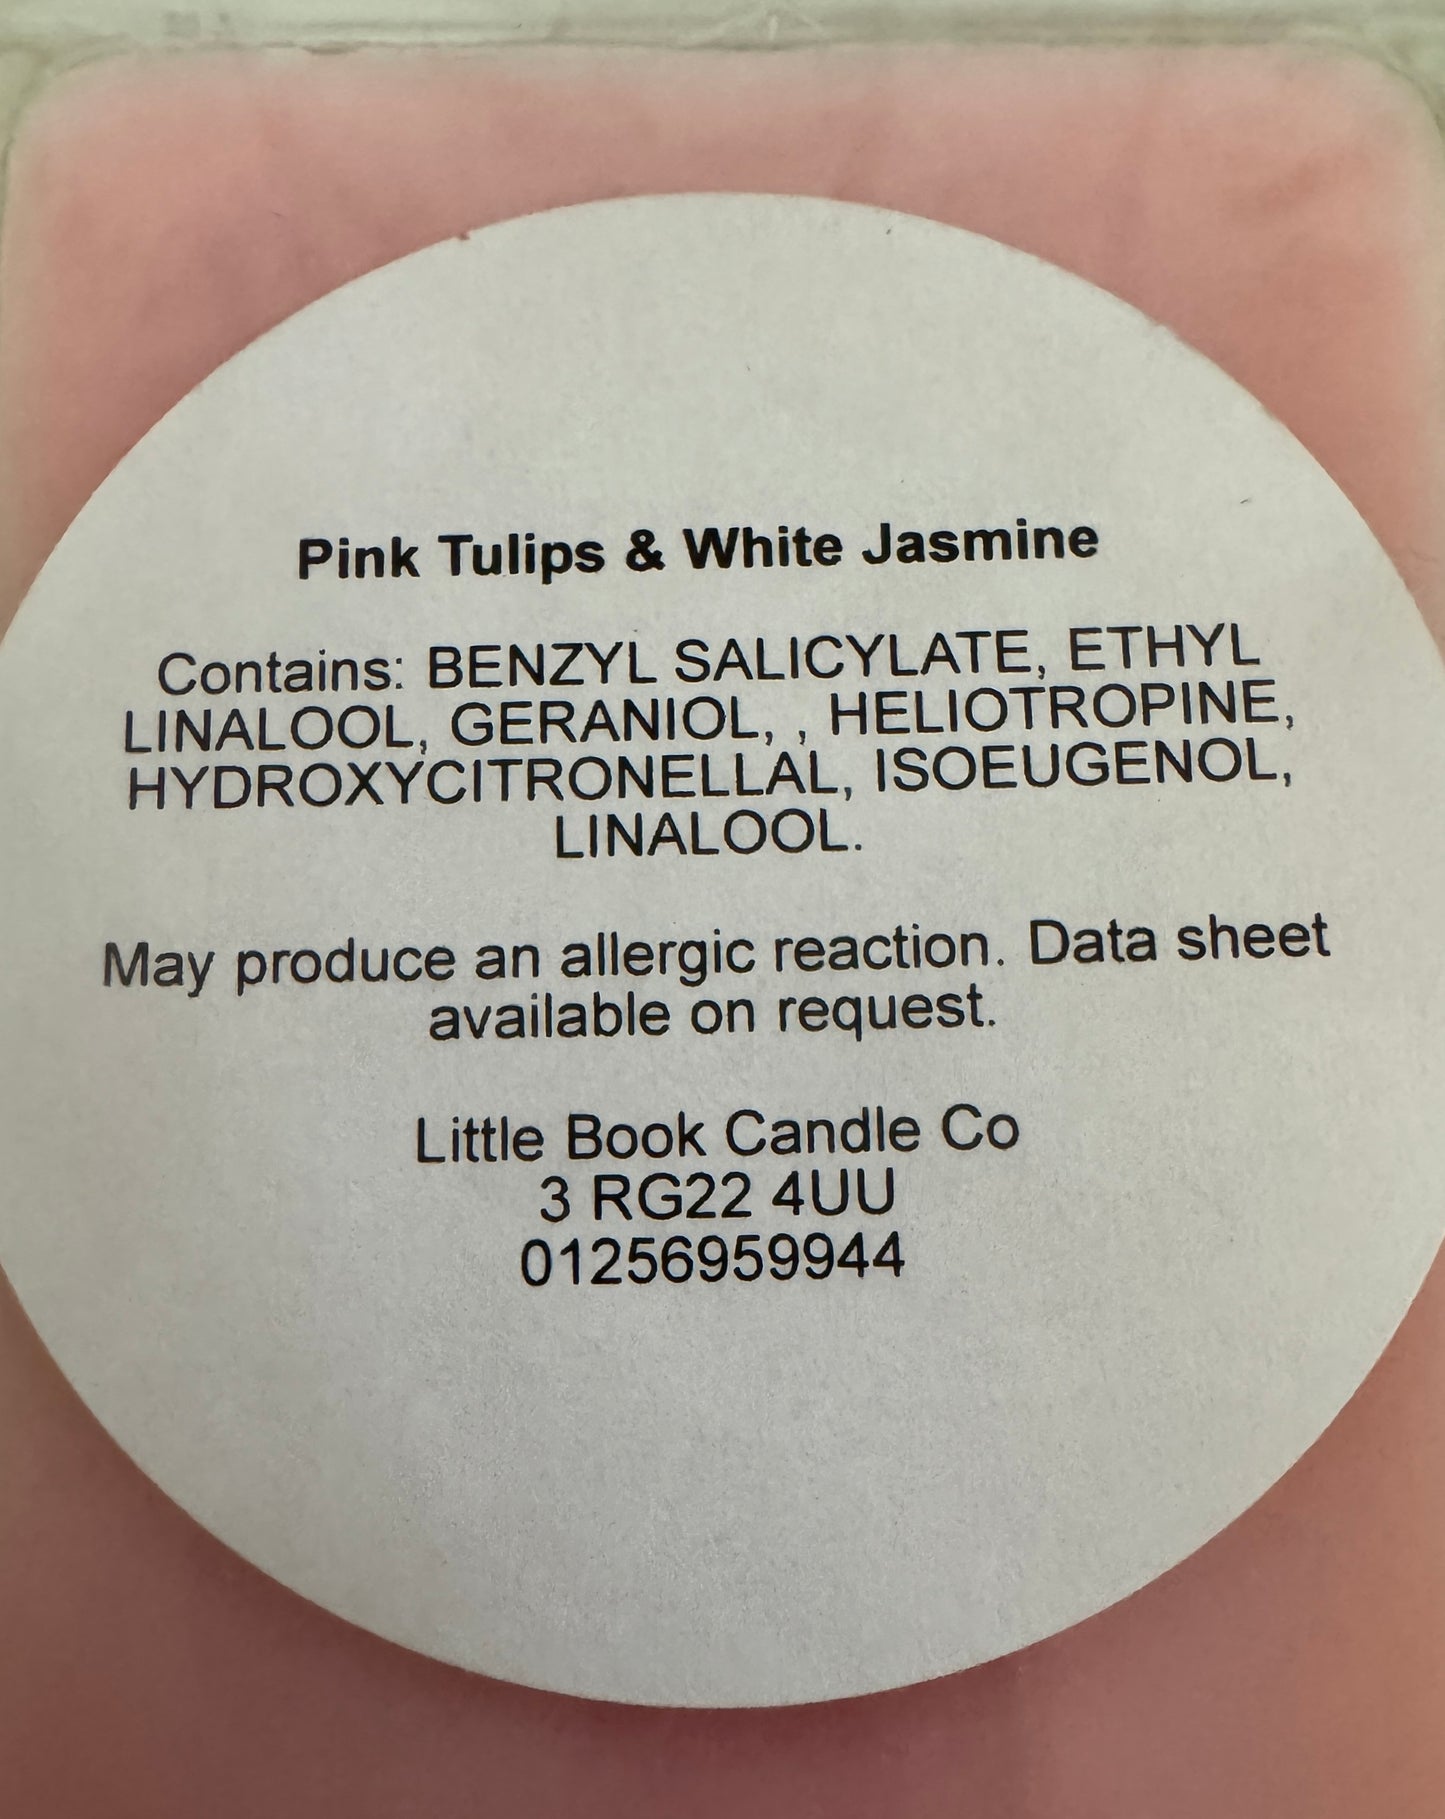 Pink Tulips & White Jasmine
Contains: BENZYL SALICYLATE, ETHYL
LINALOOL, GERANIOL, , HELIOTROPINE,
HYDROXYCITRONELLAL, ISOEUGENOL,
LINALOOL.
May produce an allergic reaction. Data sheet
available on request.
Little Book Candle Co
3 RG22 4UU
01256959944